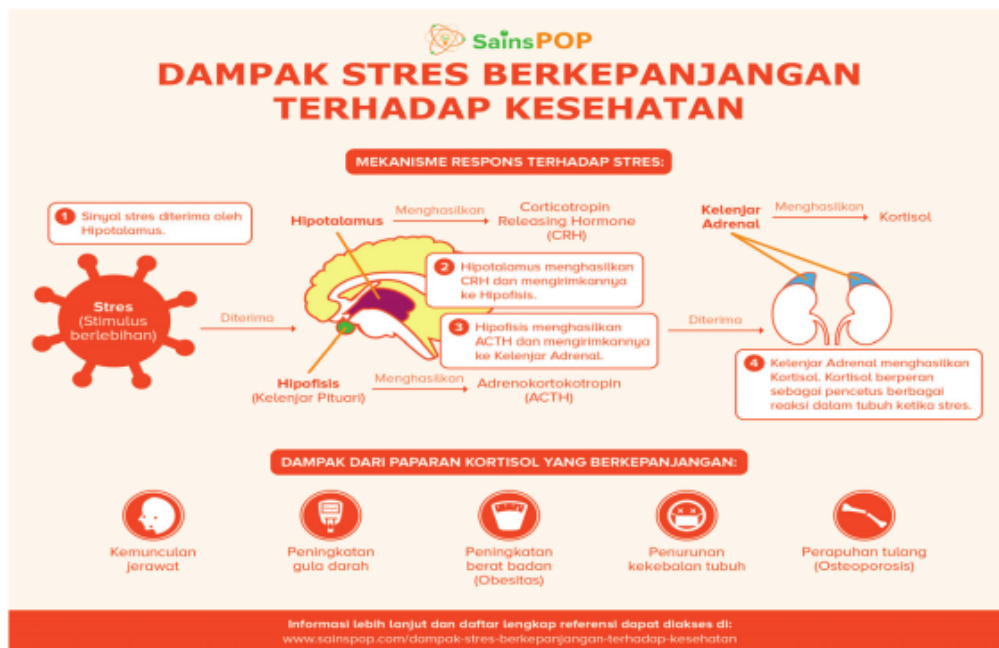 SainsPOP
DAMPAK STRES BERKEPANJANGAN
TERHADAP KESEHATAN
MEKANISME RESPONS TERHADAP STRES:
1 Sinyal stres diterima oleh
Hipotalamus.
Stres
(Stimulus
berlebihan)
Diterima
Hipotalamus
Menghasilkan
Corticotropin
Releasing Hormone
(CRH)
2 Hipotalamus menghasilkan
CRH dan mengirimkannya
ke Hipofisis.
3 Hipofisis menghasilkan
ACTH dan mengirimkannya
ke Kelenjar Adrenal.
Hipofisis
(Kelenjar Pituari)
Menghasilkan
Adrenokortokotropin
(ACTH)
Diterima
Kelenjar
Adrenal
Menghasilkan
Kortisol
4 Kelenjar Adrenal menghasilkan
Kortisol. Kortisol berperan
sebagai pencetus berbagai
reaksi dalam tubuh ketika stres.
DAMPAK DARI PAPARAN KORTISOL YANG BERKEPANJANGAN:
Kemunculan
jerawat
Peningkatan
gula darah
Peningkatan
berat badan
(Obesitas)
Penurunan
kekebalan tubuh
Perapuhan tulang
(Osteoporosis)
Informasi lebih lanjut dan daftar lengkap referensi dapat diakses di:
www.sainspop.com/dampak-stres-berkepanjangan-terhadap-kesehatan